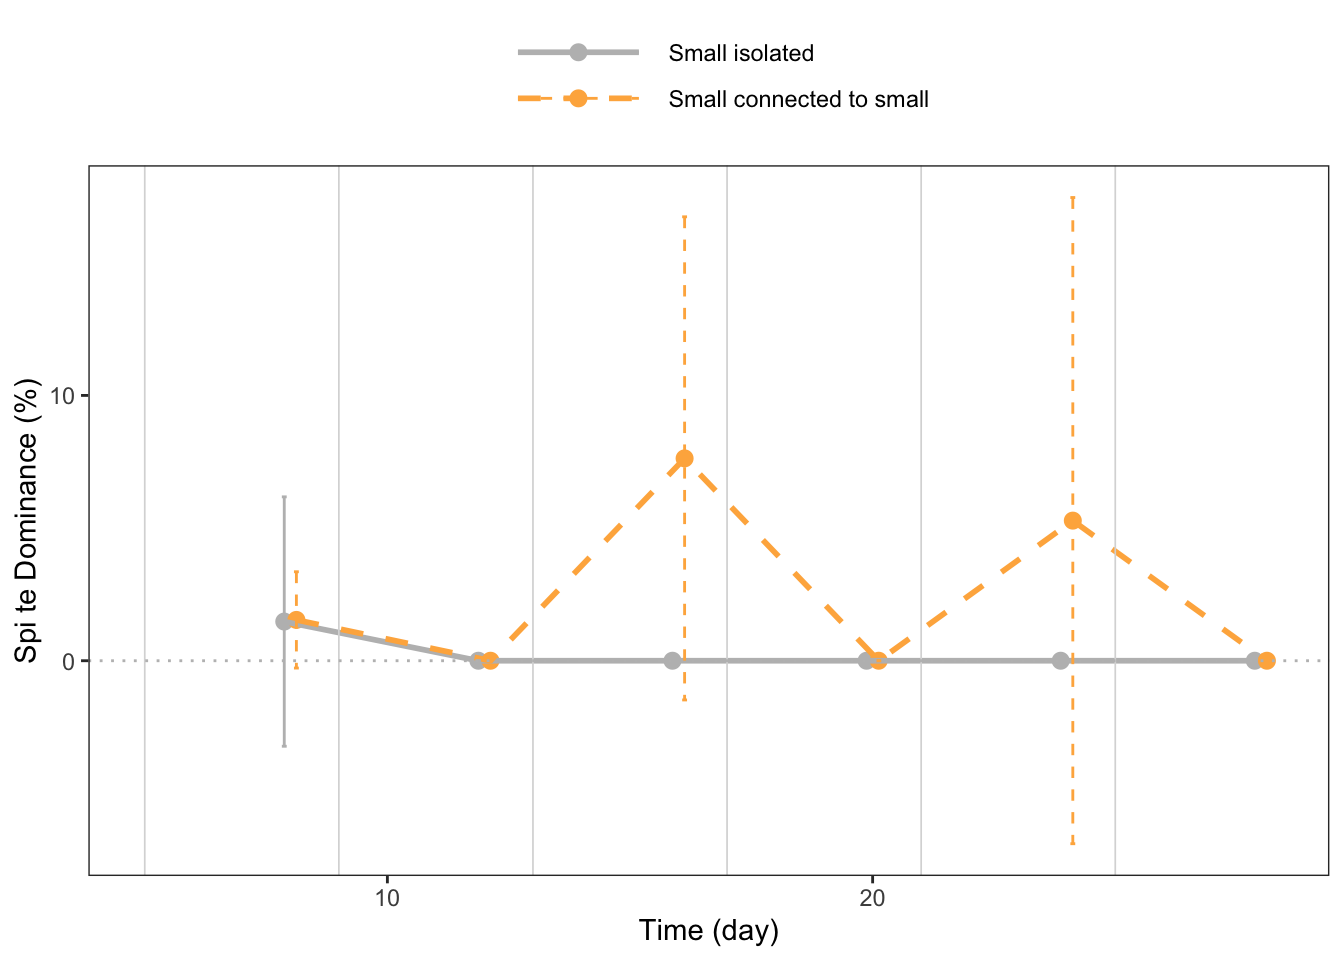 Small isolated
Small connected to small
Spi te Dominance (%)
10
0
10
20
Time (day)